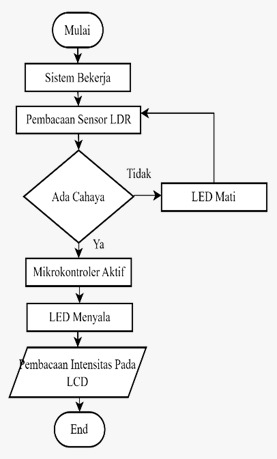 Mulai
Sistem Bekerja
Pembacaan Sensor LDR
Ada Cahaya
Tidak
LED Mati
Ya
Mikrokontroler Aktif
LED Menyala
Pembacaan Intensitas Pada
LCD
End